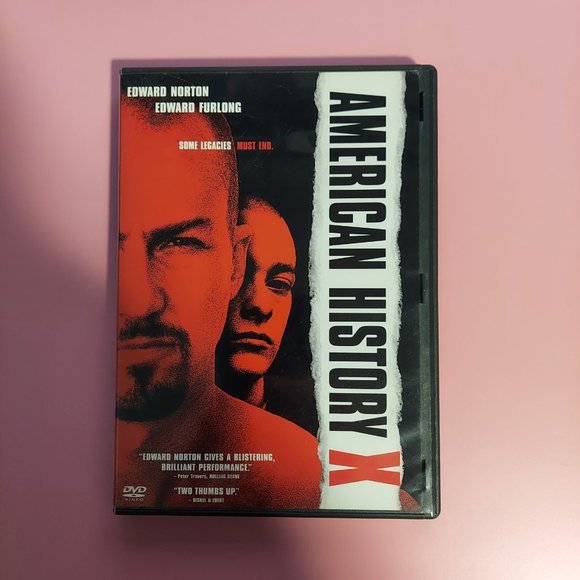 EDWARD NORTON
EDWARD FURLONG
SOME LEGACIES MUST END.
AMERICAN HISTORY X
"EDWARD NORTON GIVES A BLISTERING,
BRILLIANT PERFORMANCE."
- Peter Travers, ROLLING STONE
"TWO THUMBS UP."
- SISKEL & EBERT
DVD
VIDEO